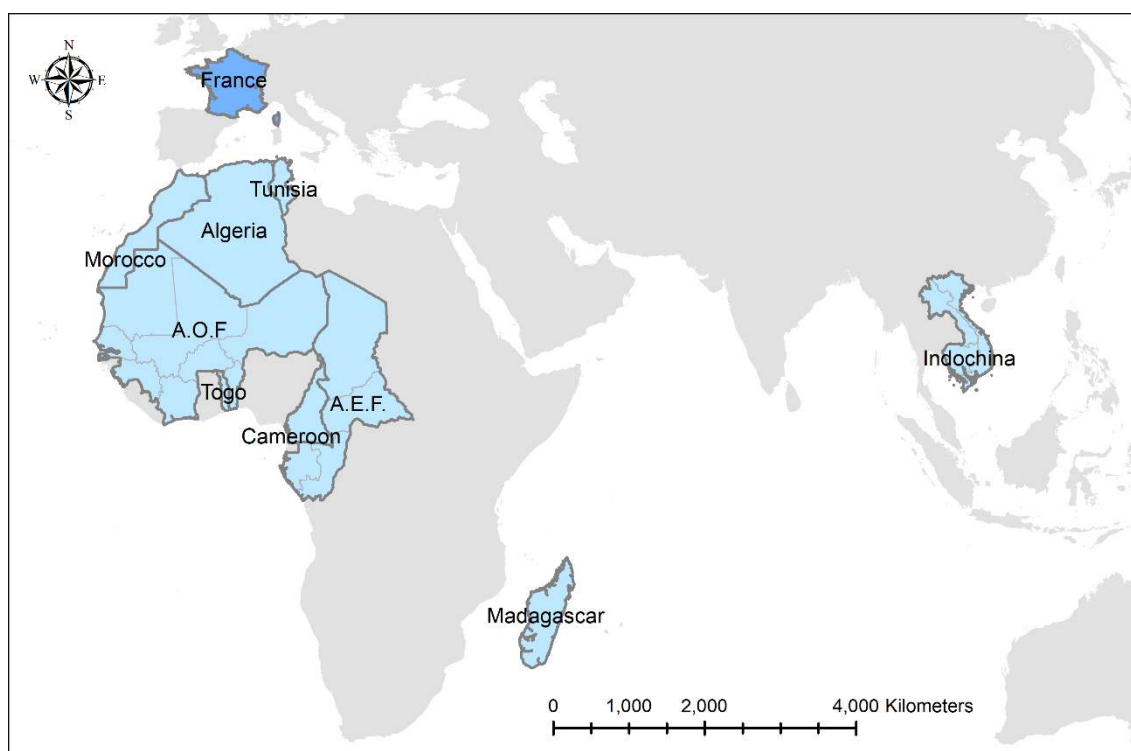 N
W E
S
France
Tunisia
Algeria
Morocco
A.O.F
Indochina
Togo
A.E.F.
Cameroon
Madagascar
0 1,000 2,000 4,000 Kilometers